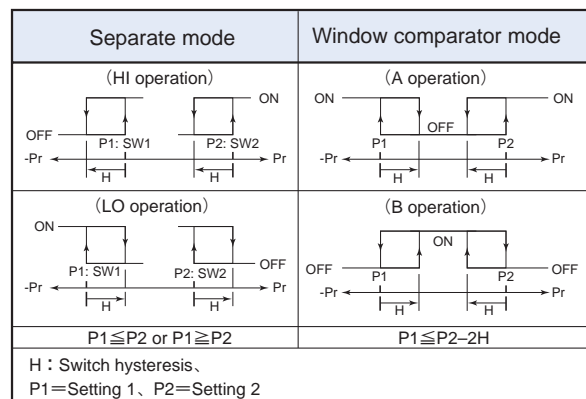 Separate mode
Window comparator mode
(HI operation)
ON
OFF
P1: SW1
P2: SW2
-Pr
Pr
H
H
(A operation)
ON
ON
OFF
P1
P2
-Pr
Pr
H
H
(LO operation)
ON
P1: SW1
P2: SW2
OFF
-Pr
Pr
H
H
(B operation)
ON
OFF
OFF
P1
P2
-Pr
Pr
H
H
P1≦P2 or P1≧P2
P1≦P2–2H
H：Switch hysteresis、
P1＝Setting 1、P2＝Setting 2